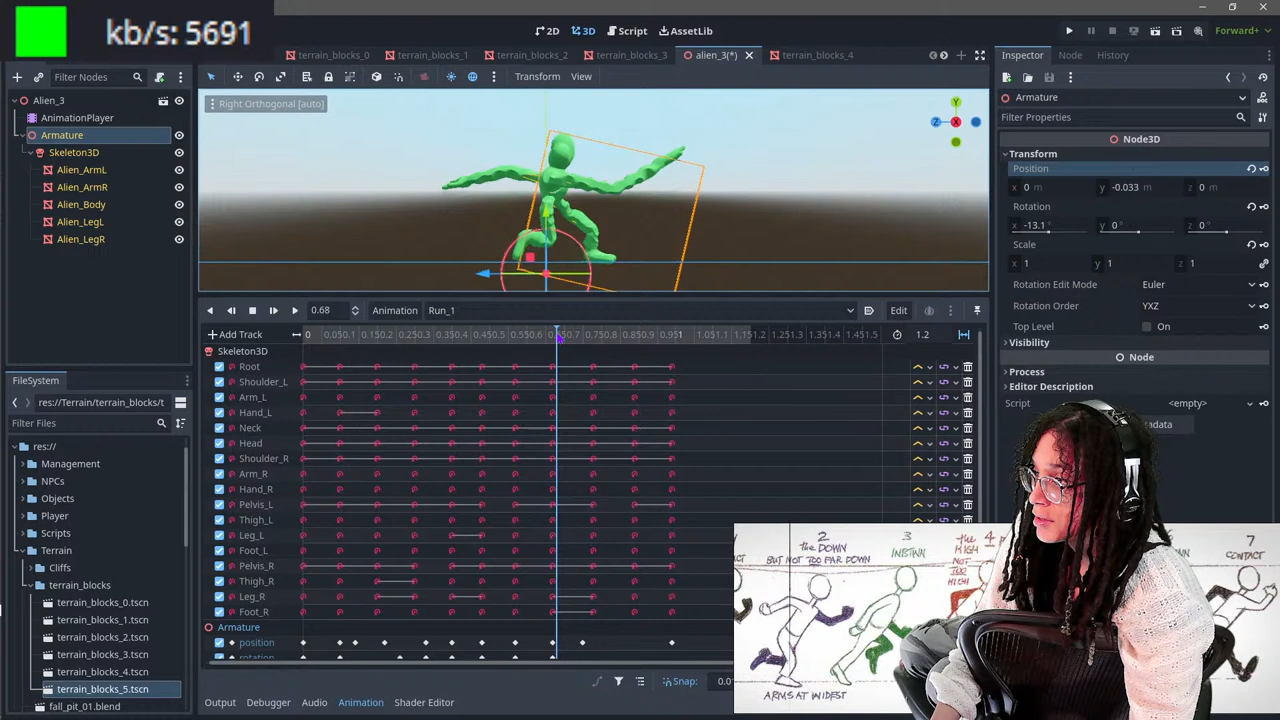 kb/s: 5691
2D
3D
Script
AssetLib
Forward+
terrain_blocks_0
terrain_blocks_1
terrain_blocks_2
terrain_blocks_3
alien_3(*)
terrain_blocks_4
Inspector
Node
History
Filter Nodes
Transform
View
Alien_3
AnimationPlayer
Armature
Skeleton3D
Alien_ArmL
Alien_ArmR
Alien_Body
Alien_LegL
Alien_LegR
Right Orthogonal [auto]
Y
Z
X
Armature
Filter Properties
Node3D
Transform
Position
x 0 m y -0.033 m z 0 m
Rotation
x -13.1 ° y 0 ° z 0 °
Scale
x 1 y 1 z 1
Rotation Edit Mode Euler
Rotation Order YXZ
Top Level On
Visibility
Node
Process
Editor Description
Script <empty>
0.68
Animation
Run_1
Edit
Add Track
1.2
Skeleton3D
Root
Shoulder_L
Arm_L
Hand_L
Neck
Head
Shoulder_R
Arm_R
Hand_R
Pelvis_L
Thigh_L
Leg_L
Foot_L
Pelvis_R
Thigh_R
Leg_R
Foot_R
Armature
position
Snap:
Output
Debugger
Audio
Animation
Shader Editor
FileSystem
res://Terrain/terrain_blocks/t
Filter Files
res://
Management
NPCs
Objects
Player
Scripts
Terrain
Cliffs
terrain_blocks
terrain_blocks_0.tscn
terrain_blocks_1.tscn
terrain_blocks_2.tscn
terrain_blocks_3.tscn
terrain_blocks_4.tscn
terrain_blocks_5.tscn
fall_pit_01.blend
2
the DOWN
BUT NOT TOO FAR DOWN
ARMS AT WIDEST
3
the 4
HIGH
NOT
TOO
HIGH
7
CONTACT